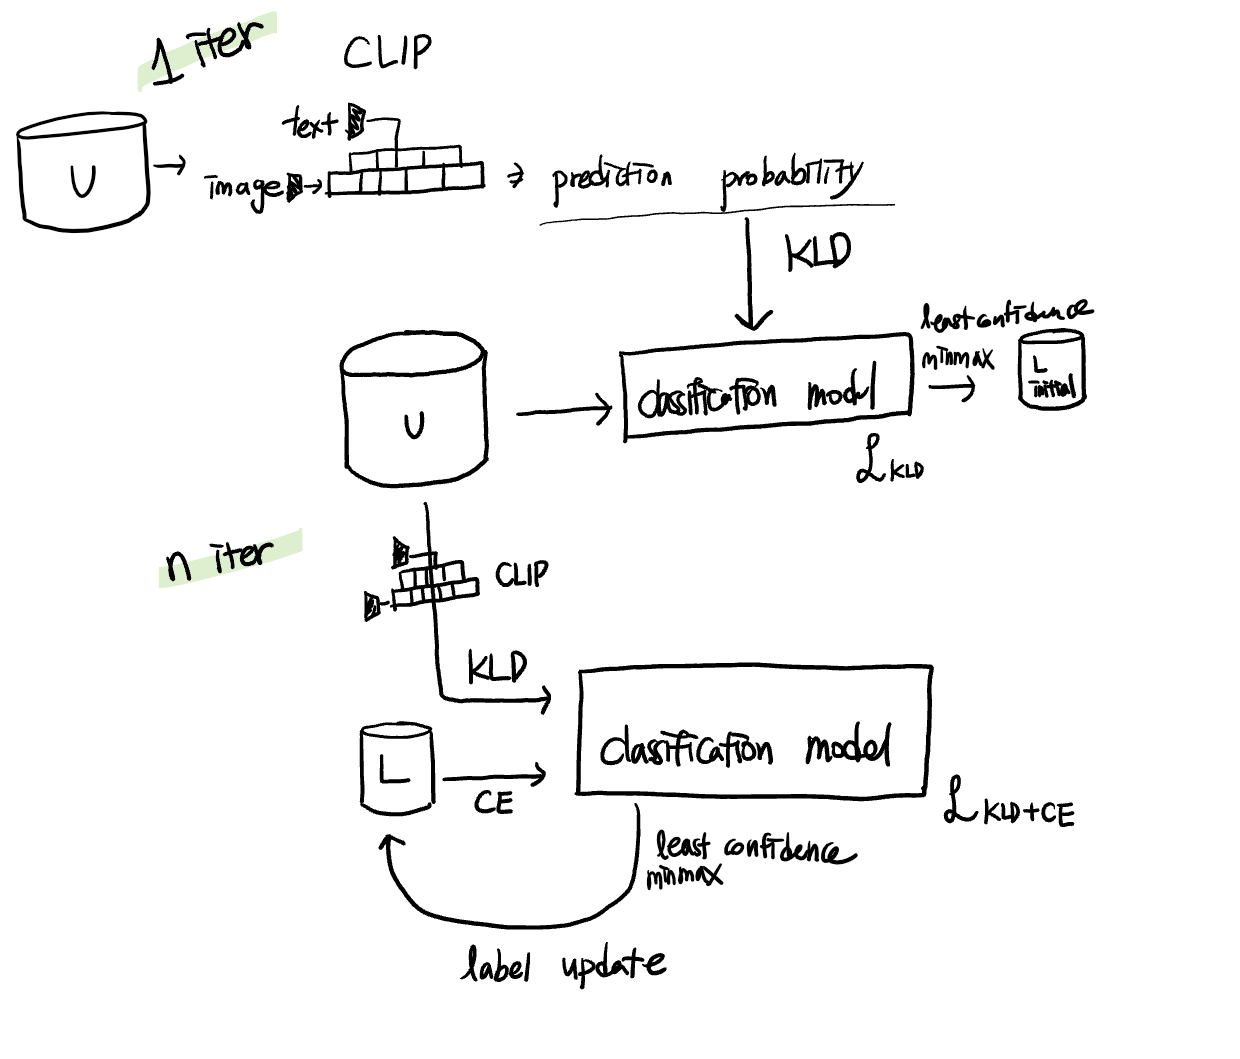 1 iter
CLIP
text
U
image
prediction probability
KLD
least confidence
minmax
L
initial
U
classification model
L KLD
n iter
CLIP
KLD
L
CE
classification model
L KLD+CE
least confidence
minmax
label update